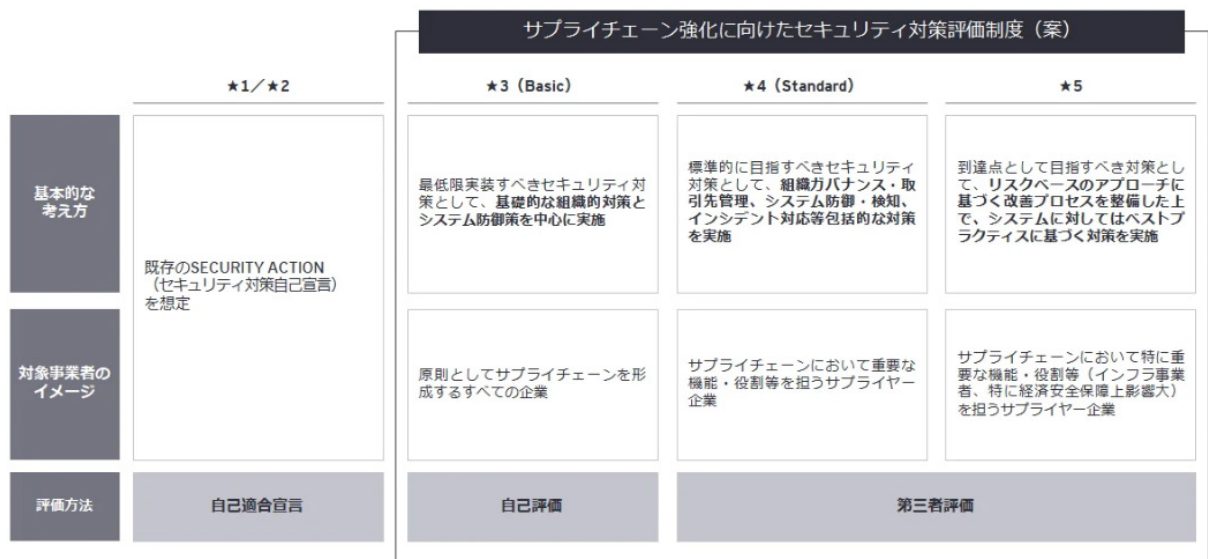 サプライチェーン強化に向けたセキュリティ対策評価制度（案）
★1／★2
★3（Basic）
★4（Standard）
★5
基本的な
考え方
既存のSECURITY ACTION
（セキュリティ対策自己宣言）
を想定
最低限実装すべきセキュリティ対
策として、基礎的な組織的対策と
システム防御策を中心に実施
標準的に目指すべきセキュリティ
対策として、組織ガバナンス・取
引先管理、システム防御・検知、
インシデント対応等包括的な対策
を実施
到達点として目指すべき対策とし
て、リスクベースのアプローチに
基づく改善プロセスを整備した上
で、システムに対してはベストプ
ラクティスに基づく対策を実施
対象事業者の
イメージ
原則としてサプライチェーンを形
成するすべての企業
サプライチェーンにおいて重要な
機能・役割等を担うサプライヤー
企業
サプライチェーンにおいて特に重
要な機能・役割等（インフラ事業
者、特に経済安全保障上影響大）
を担うサプライヤー企業
評価方法
自己適合宣言
自己評価
第三者評価